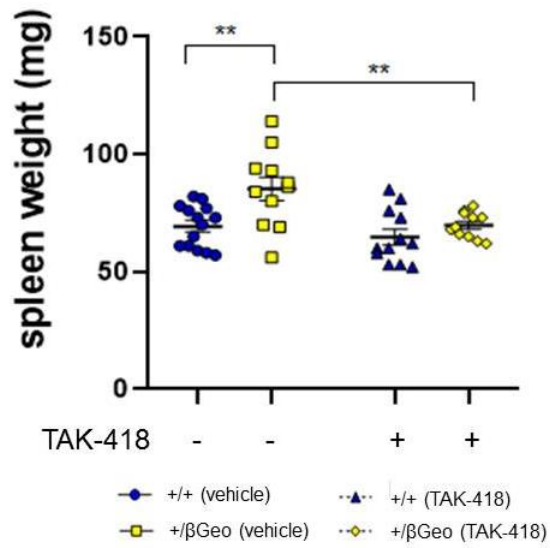 150
**
**
100
50
0
spleen weight (mg)
TAK-418 - - + +
+/+ (vehicle) +/+ (TAK-418)
+/βGeo (vehicle) +/βGeo (TAK-418)